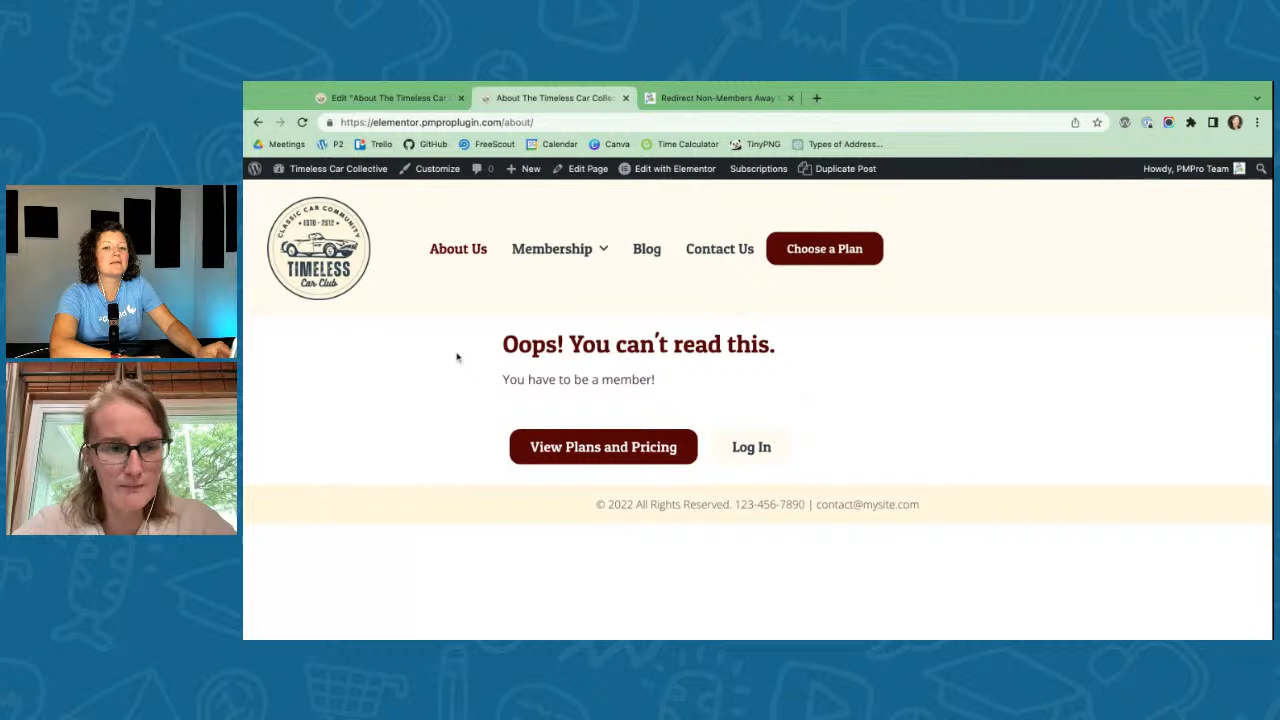 Edit "About The Timeless Car
About The Timeless Car Collec
Redirect Non-Members Away
https://elementor.pmproplugin.com/about/
Meetings
P2
Trello
GitHub
FreeScout
Calendar
Canva
Time Calculator
TinyPNG
Types of Address...
Timeless Car Collective
Customize
0
New
Edit Page
Edit with Elementor
Subscriptions
Duplicate Post
Howdy, PMPro Team
CLASSIC CAR COMMUNITY
ESTD - 2012
TIMELESS
Car Club
About Us
Membership
Blog
Contact Us
Choose a Plan
Oops! You can't read this.
You have to be a member!
View Plans and Pricing
Log In
© 2022 All Rights Reserved. 123-456-7890 | contact@mysite.com